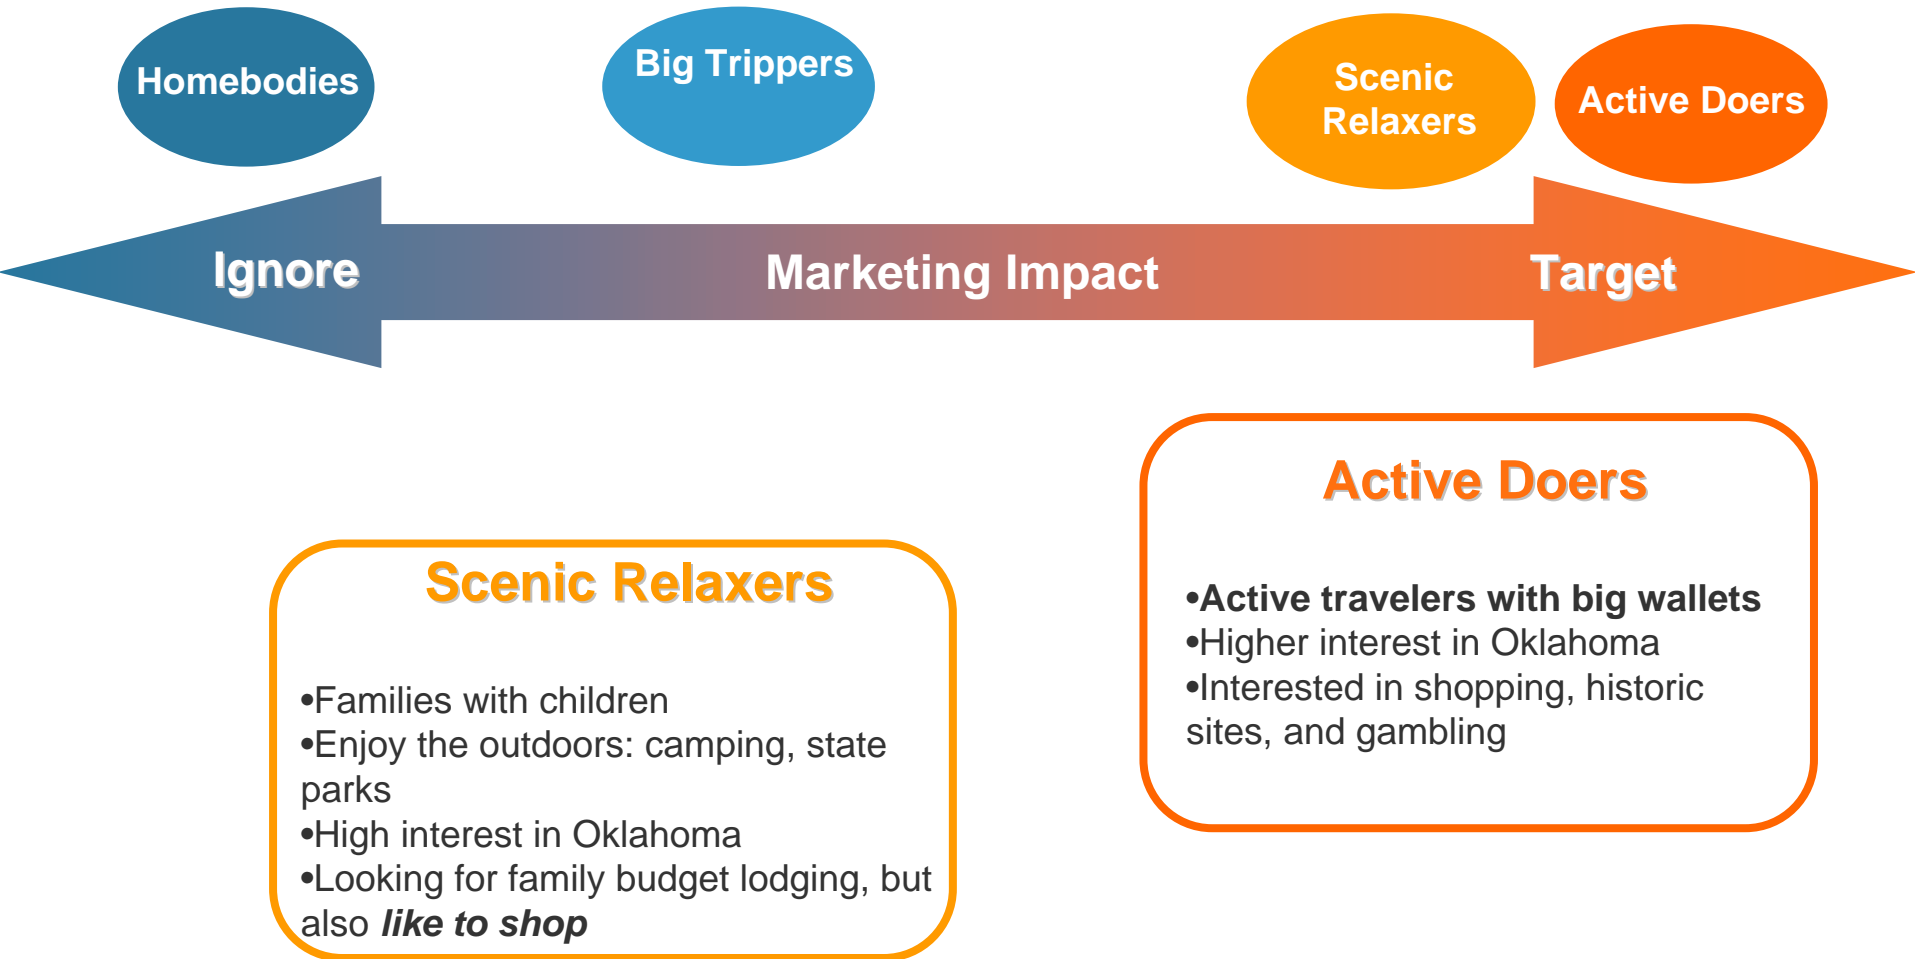 Homebodies
Big Trippers
Scenic
Relaxers
Active Doers
Ignore
Marketing Impact
Target
Active Doers
•Active travelers with big wallets
•Higher interest in Oklahoma
•Interested in shopping, historic
sites, and gambling
Scenic Relaxers
•Families with children
•Enjoy the outdoors: camping, state
parks
•High interest in Oklahoma
•Looking for family budget lodging, but
also like to shop